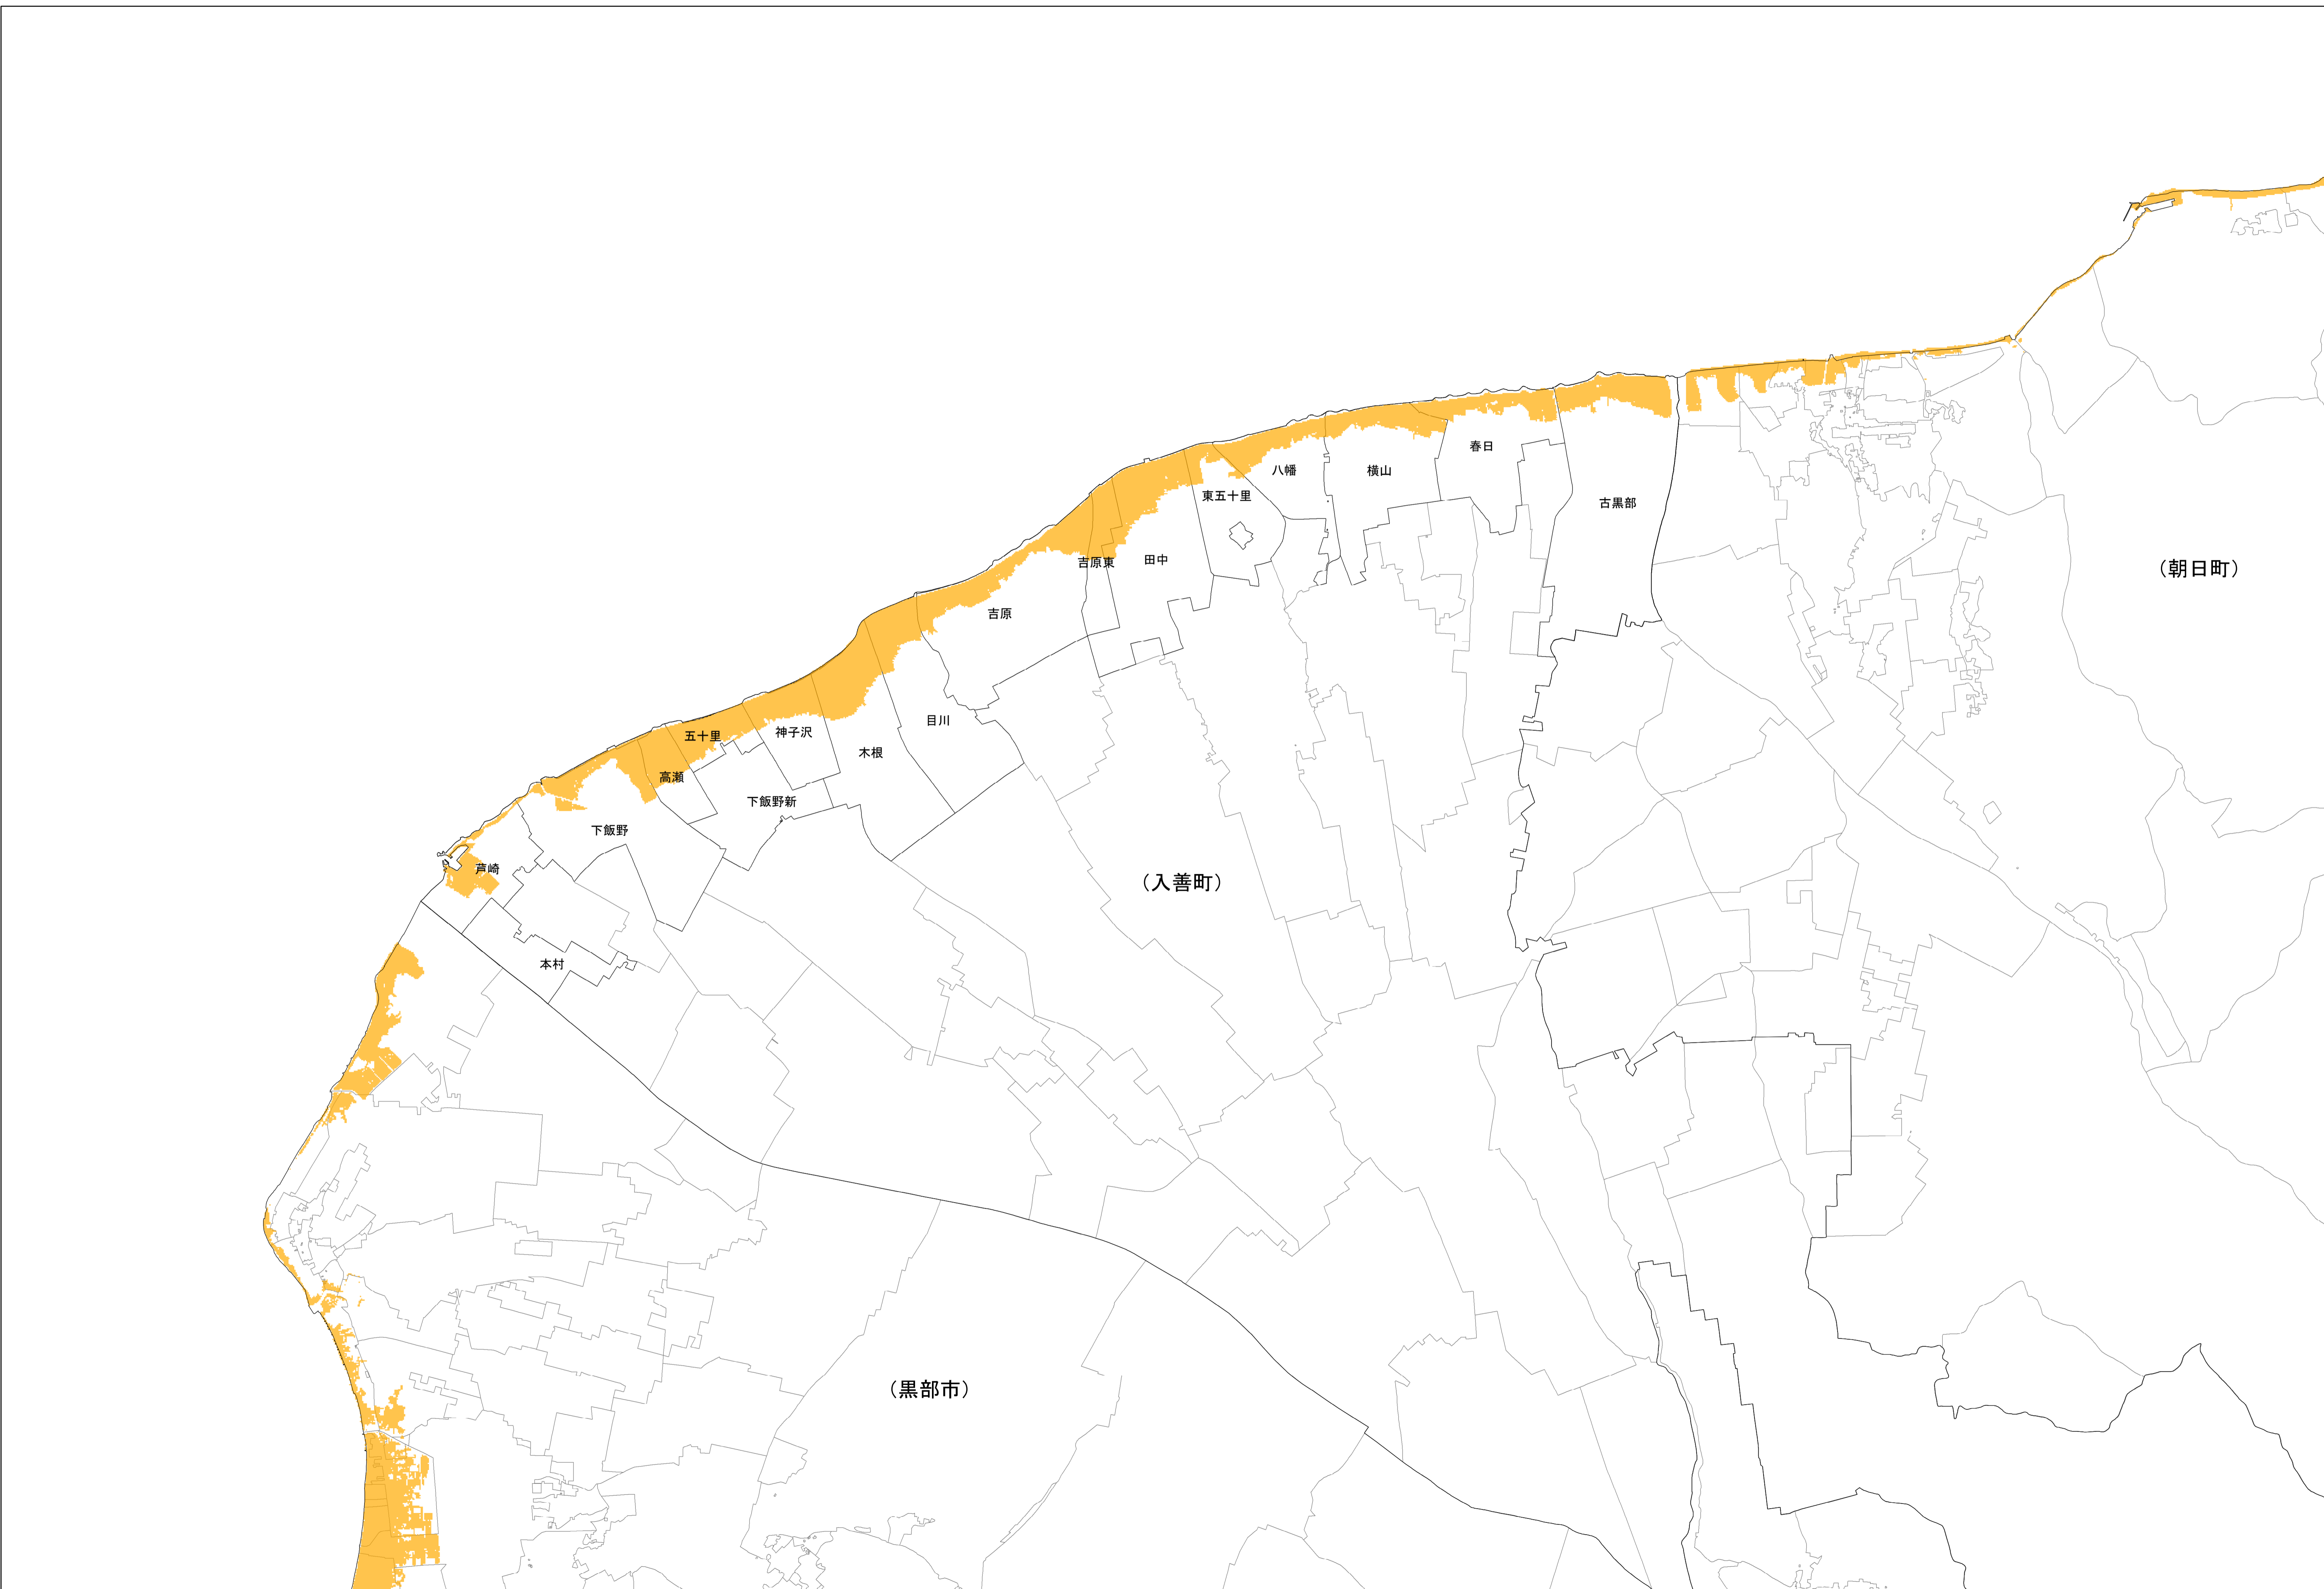 春日
八幡
横山
東五十里
古黒部
田中
吉原東
(朝日町)
吉原
目川
神子沢
五十里
木根
高瀬
下飯野新
下飯野
芦崎
(入善町)
本村
(黒部市)